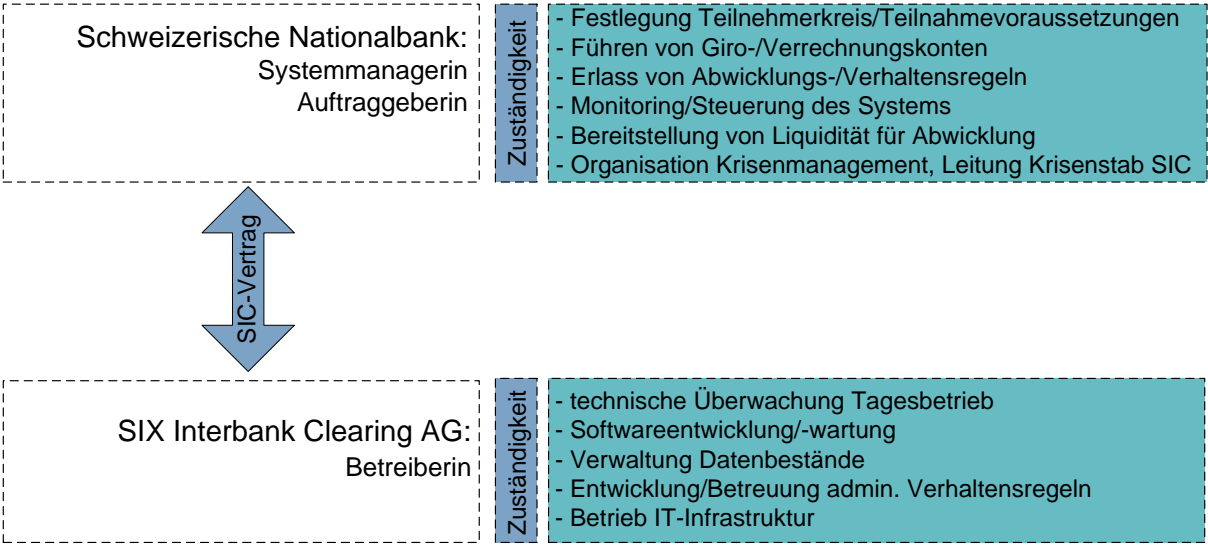 Schweizerische Nationalbank:
Systemmanagerin
Auftraggeberin
Zuständigkeit
- Festlegung Teilnehmerkreis/Teilnahmevoraussetzungen
- Führen von Giro-/Verrechnungskonten
- Erlass von Abwicklungs-/Verhaltensregeln
- Monitoring/Steuerung des Systems
- Bereitstellung von Liquidität für Abwicklung
- Organisation Krisenmanagement, Leitung Krisenstab SIC
SIC-Vertrag
SIX Interbank Clearing AG:
Betreiberin
Zuständigkeit
- technische Überwachung Tagesbetrieb
- Softwareentwicklung/-wartung
- Verwaltung Datenbestände
- Entwicklung/Betreuung admin. Verhaltensregeln
- Betrieb IT-Infrastruktur